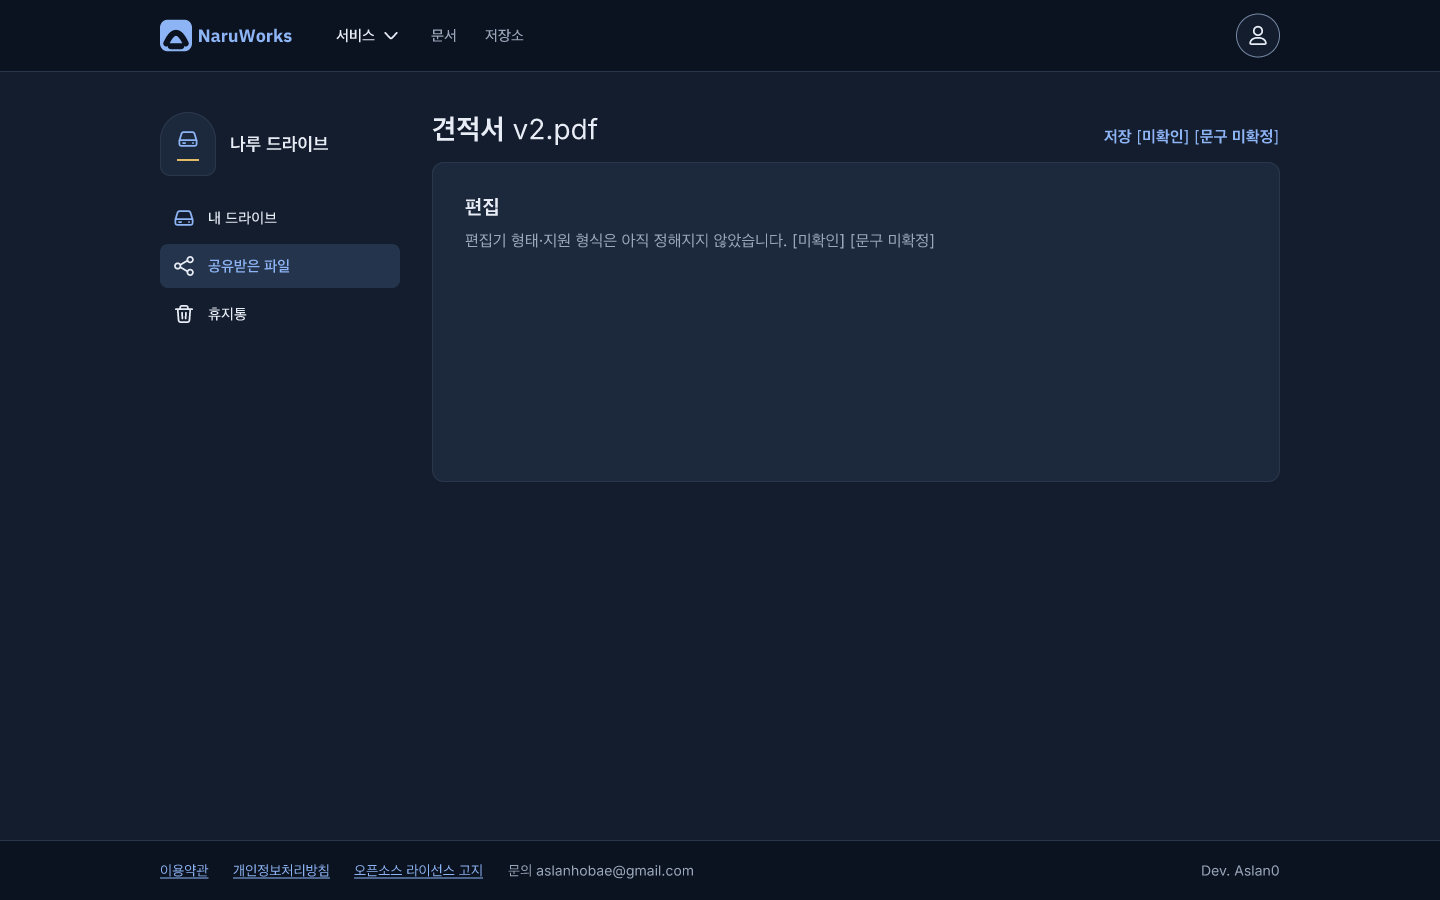 NaruWorks
서비스
문서
저장소
나루 드라이브
내 드라이브
공유받은 파일
휴지통
견적서 v2.pdf
저장 [미확인] [문구 미확정]
편집
편집기 형태·지원 형식은 아직 정해지지 않았습니다. [미확인] [문구 미확정]
이용약관
개인정보처리방침
오픈소스 라이선스 고지
문의 aslanhobae@gmail.com
Dev. Aslan0